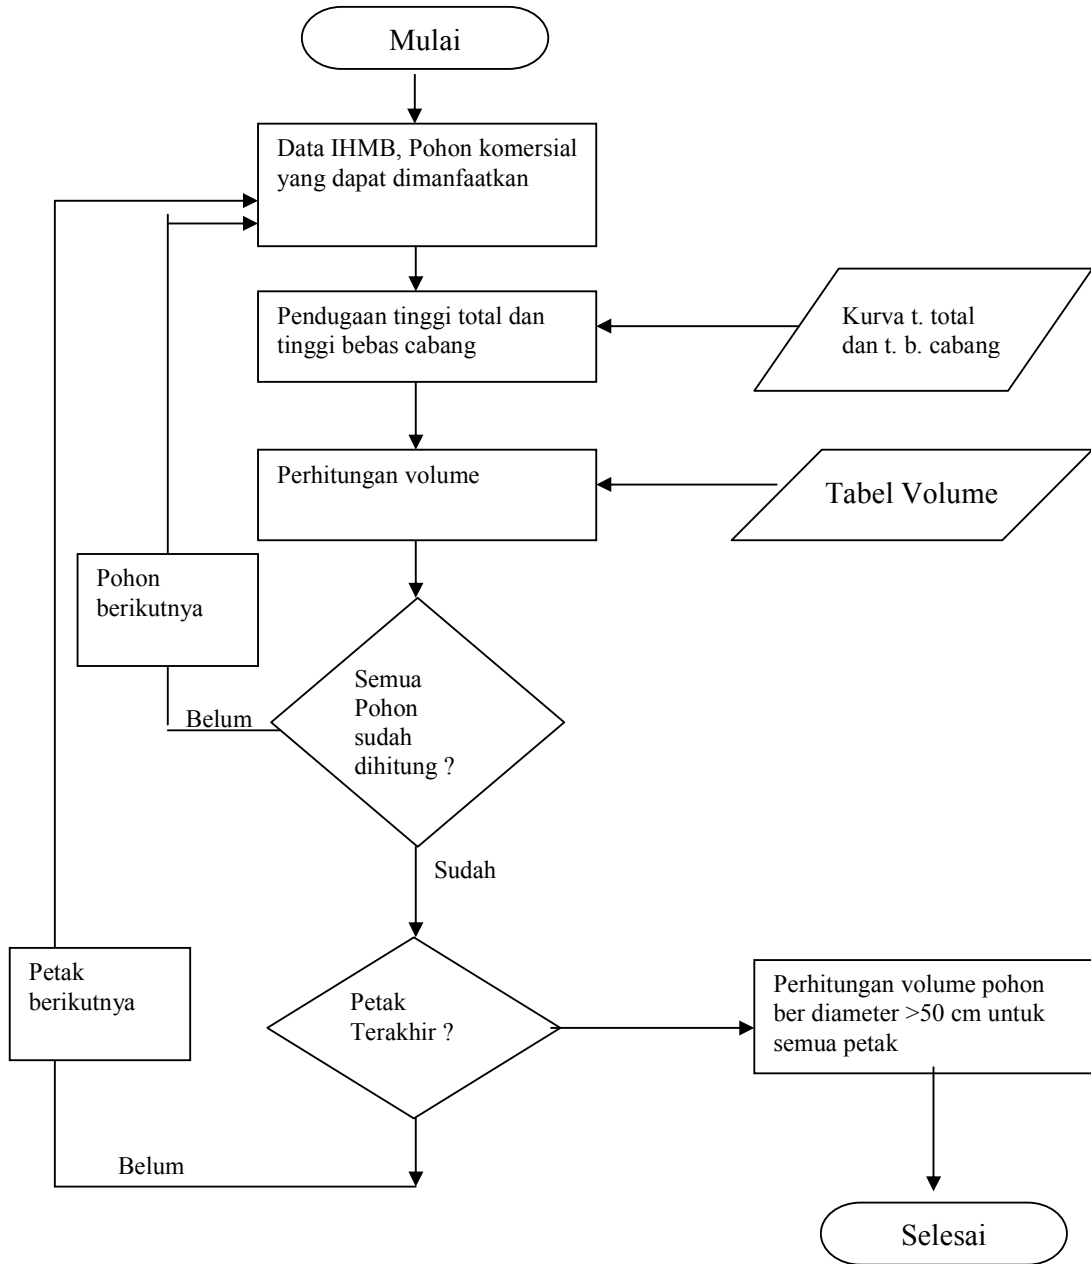 Mulai
Data IHMB, Pohon komersial
yang dapat dimanfaatkan
Pendugaan tinggi total dan
tinggi bebas cabang
Kurva t. total
dan t. b. cabang
Perhitungan volume
Tabel Volume
Pohon
berikutnya
Semua
Pohon
sudah
dihitung ?
Belum
Sudah
Petak
berikutnya
Petak
Terakhir ?
Perhitungan volume pohon
ber diameter >50 cm untuk
semua petak
Belum
Selesai